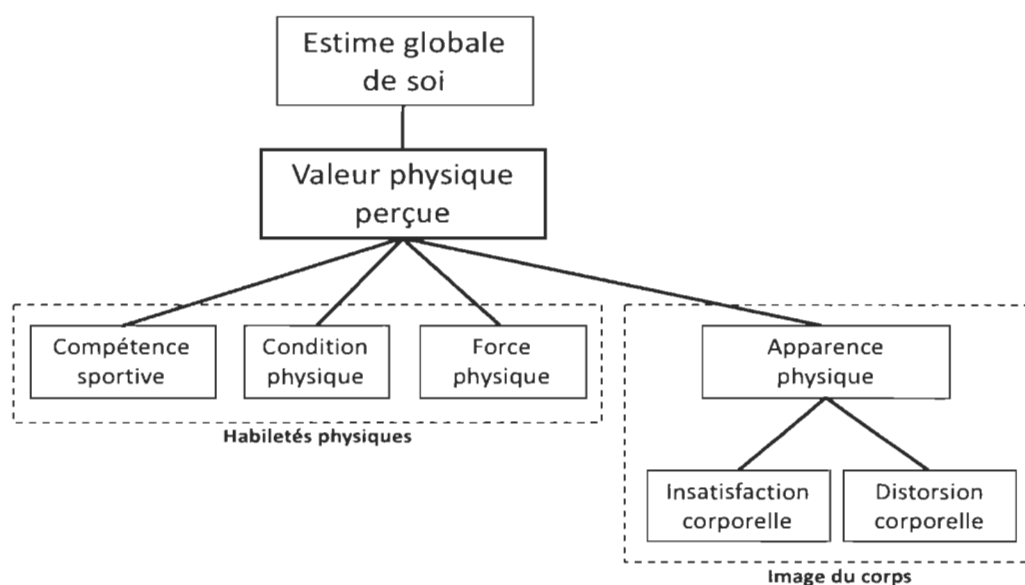 Estime globale
de soi
Valeur physique
perçue
Compétence
sportive
Condition
physique
Force
physique
Apparence
physique
Habiletés physiques
Insatisfaction
corporelle
Distorsion
corporelle
Image du corps